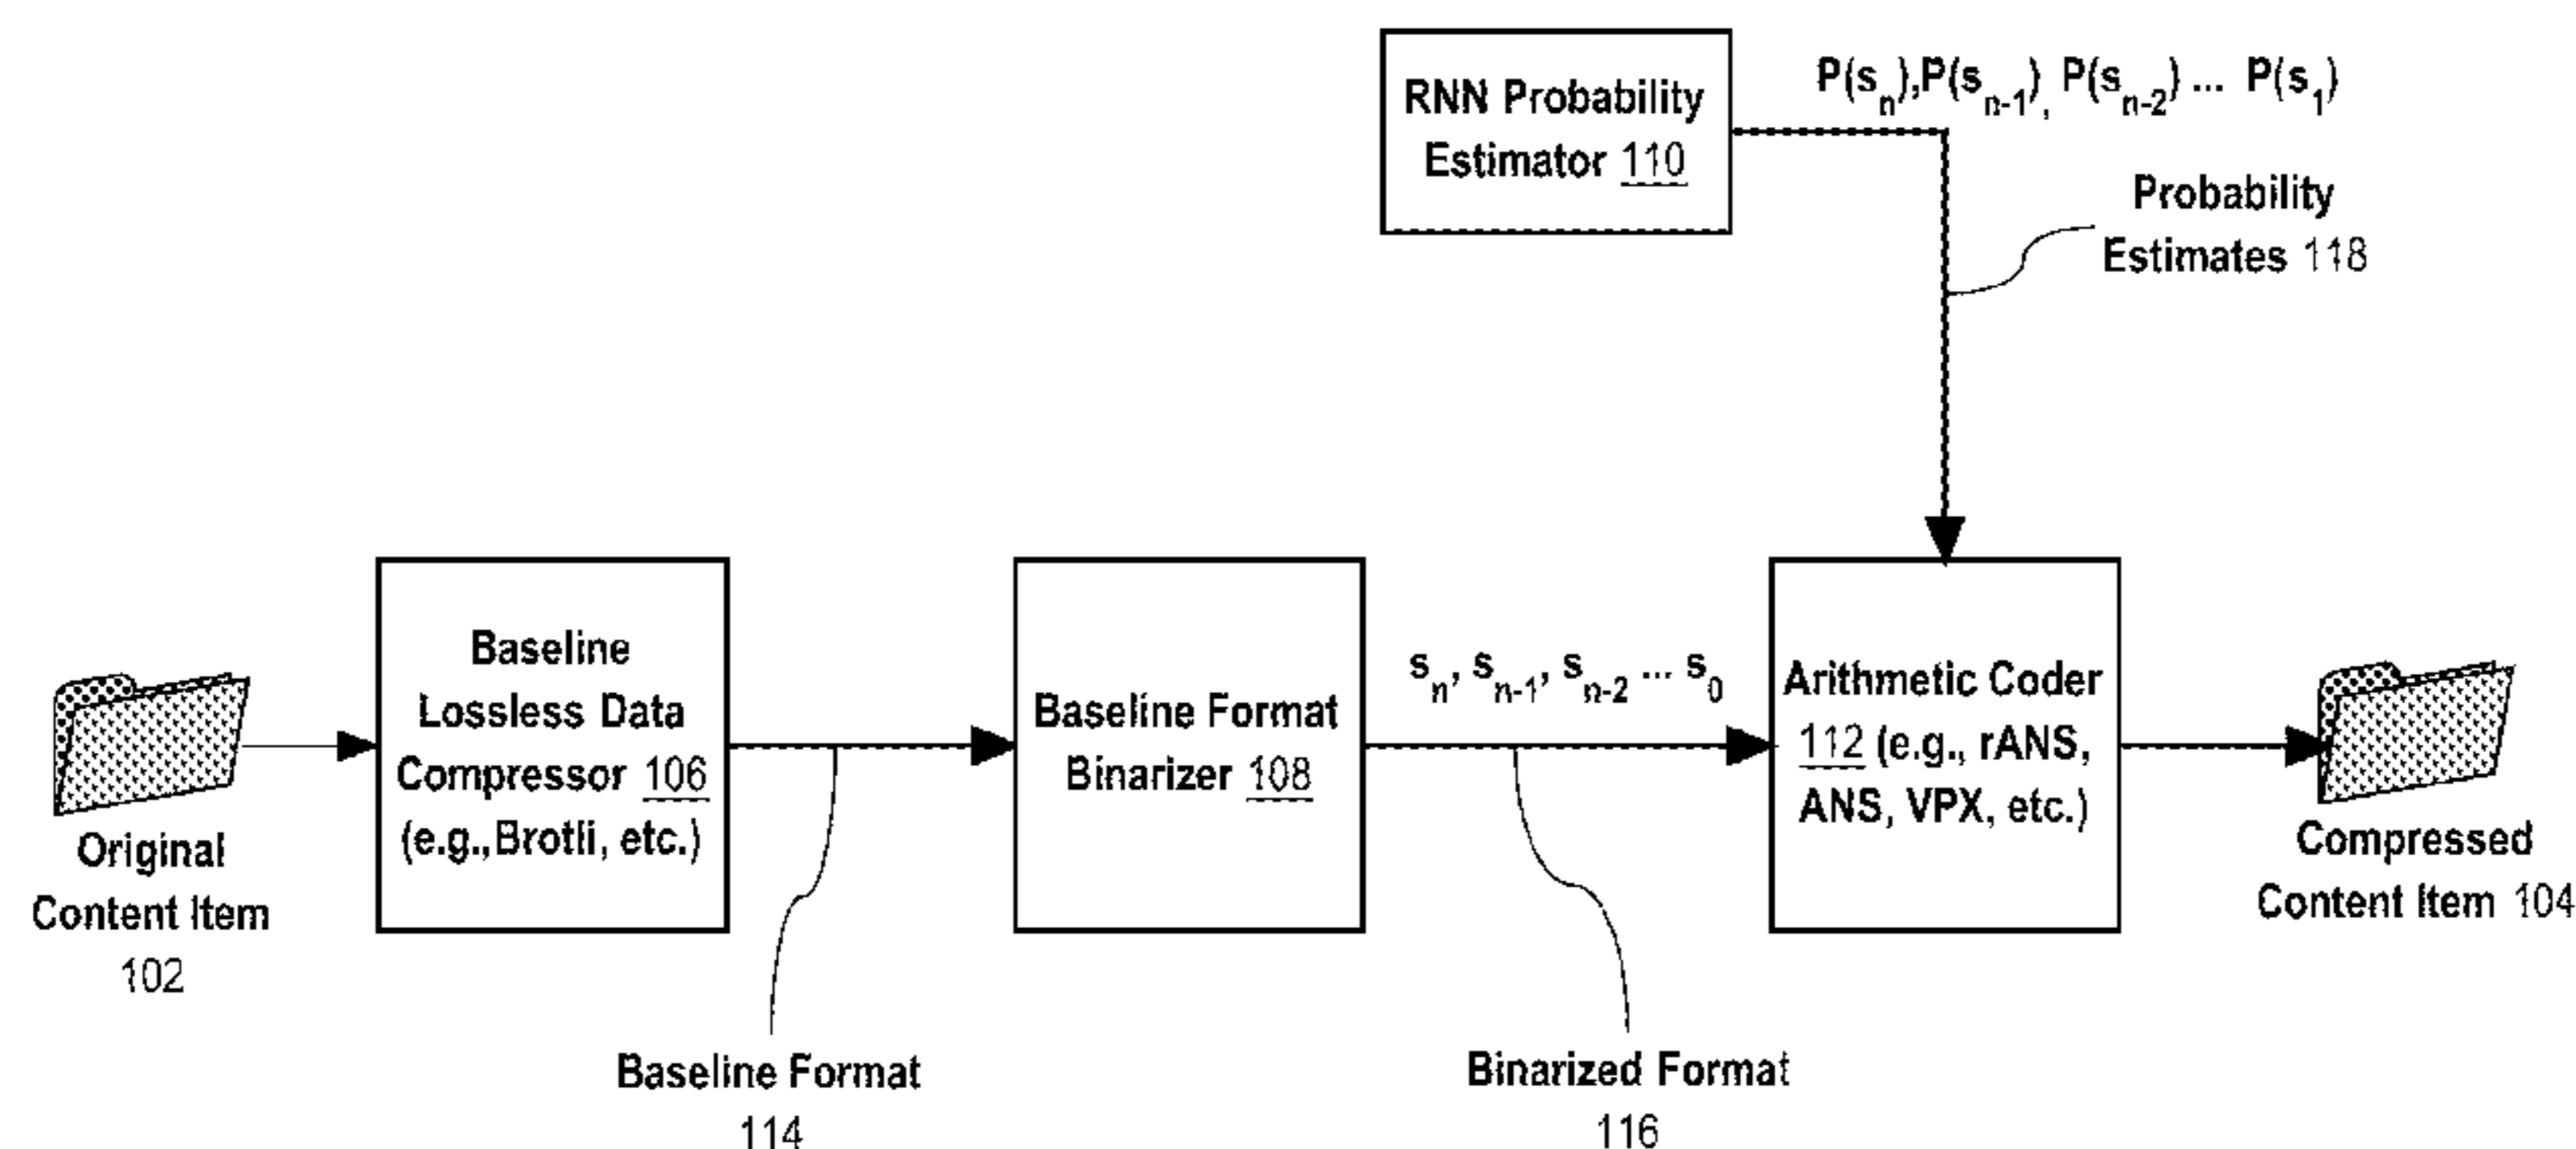 RNN Probability
Estimator 110
P(sn),P(sn-1), P(sn-2) ... P(s1)
Probability
Estimates 118
Original
Content Item
102
Baseline
Lossless Data
Compressor 106
(e.g.,Brotli, etc.)
Baseline Format
114
Baseline Format
Binarizer 108
sn, sn-1, sn-2 ... s0
Binarized Format
116
Arithmetic Coder
112 (e.g., rANS,
ANS, VPX, etc.)
Compressed
Content Item 104